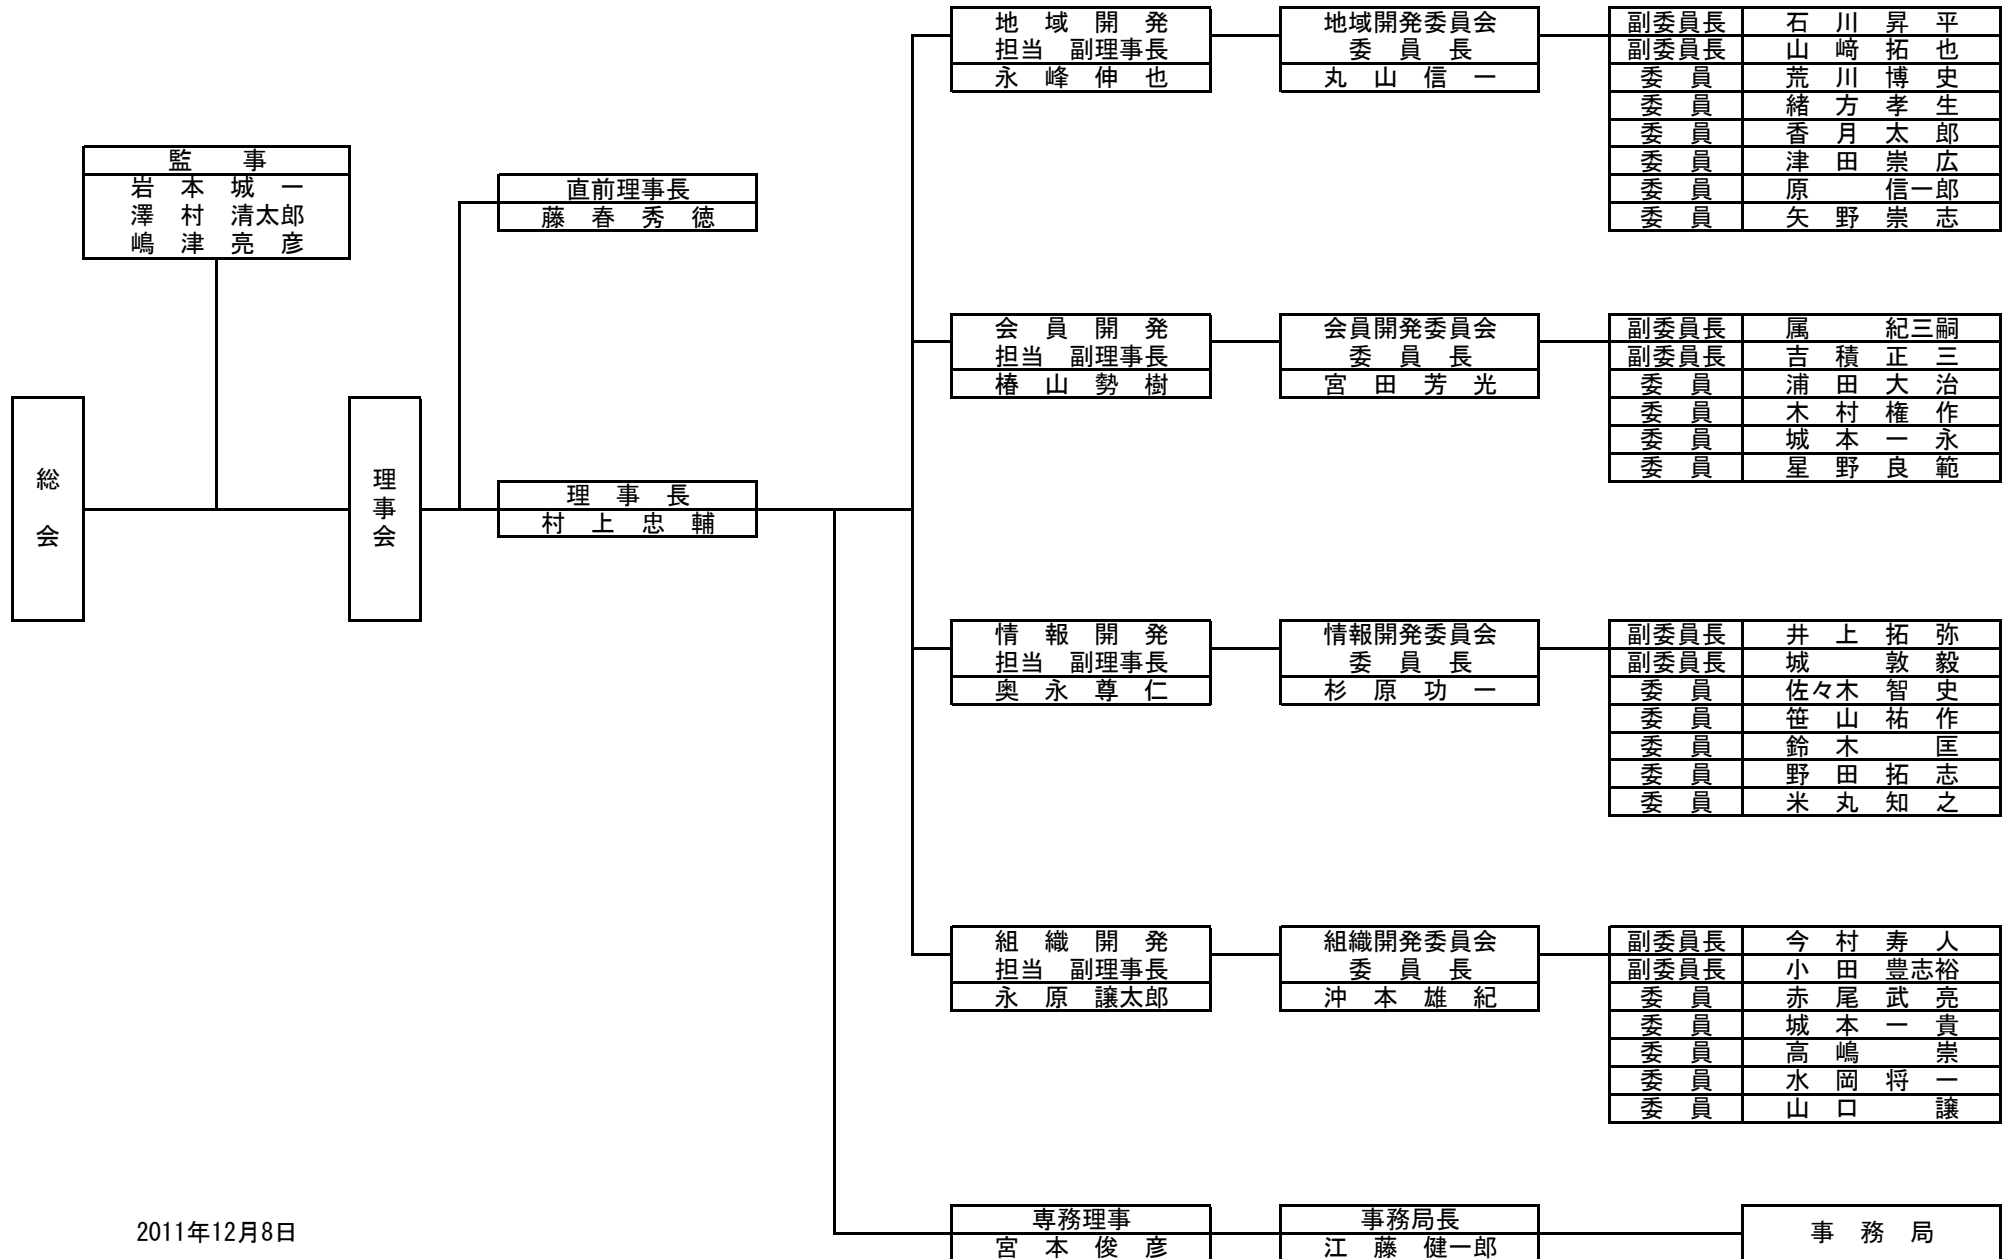 総会
監　事
岩　本　城　一
澤　村　清太郎
嶋　津　亮　彦
理事会
直前理事長
藤　春　秀　徳
理　事　長
村　上　忠　輔
地　域　開　発
担当　副理事長
永　峰　伸　也
地域開発委員会
委　員　長
丸　山　信　一
副委員長　石　川　昇　平
副委員長　山　﨑　拓　也
委　員　荒　川　博　史
委　員　緒　方　孝　生
委　員　香　月　太　郎
委　員　津　田　崇　広
委　員　原　　　信一郎
委　員　矢　野　崇　志
会　員　開　発
担当　副理事長
椿　山　勢　樹
会員開発委員会
委　員　長
宮　田　芳　光
副委員長　属　　　紀三嗣
副委員長　吉　積　正　三
委　員　浦　田　大　治
委　員　木　村　権　作
委　員　城　本　一　永
委　員　星　野　良　範
情　報　開　発
担当　副理事長
奥　永　尊　仁
情報開発委員会
委　員　長
杉　原　功　一
副委員長　井　上　拓　弥
副委員長　城　　　敦　毅
委　員　佐々木　智　史
委　員　笹　山　祐　作
委　員　鈴　木　　　匡
委　員　野　田　拓　志
委　員　米　丸　知　之
組　織　開　発
担当　副理事長
永　原　譲太郎
組織開発委員会
委　員　長
沖　本　雄　紀
副委員長　今　村　寿　人
副委員長　小　田　豊志裕
委　員　赤　尾　武　亮
委　員　城　本　一　貴
委　員　高　嶋　　　崇
委　員　水　岡　将　一
委　員　山　口　　　譲
専務理事
宮　本　俊　彦
事務局長
江　藤　健一郎
事　務　局
2011年12月8日